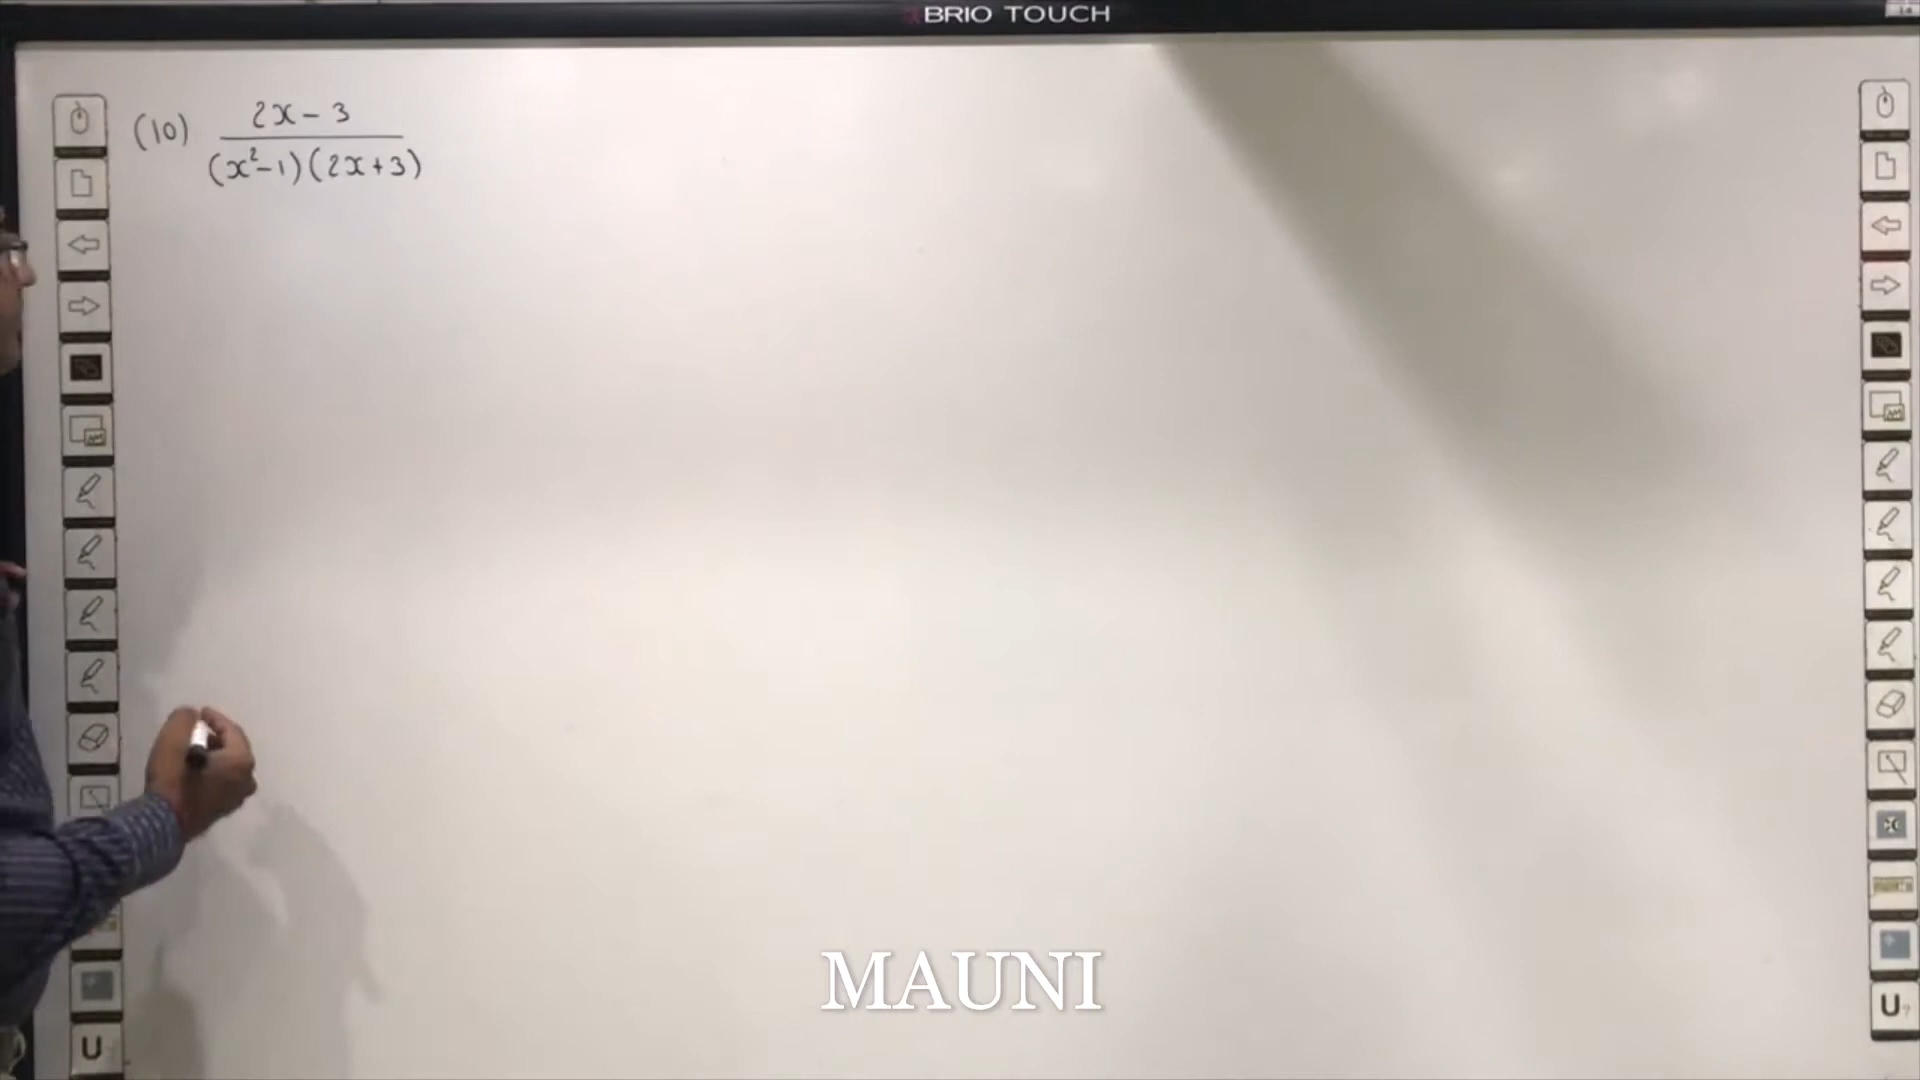 BRIO TOUCH
(10) 2x - 3
(x²-1)(2x+3)
U
U?
MAUNI